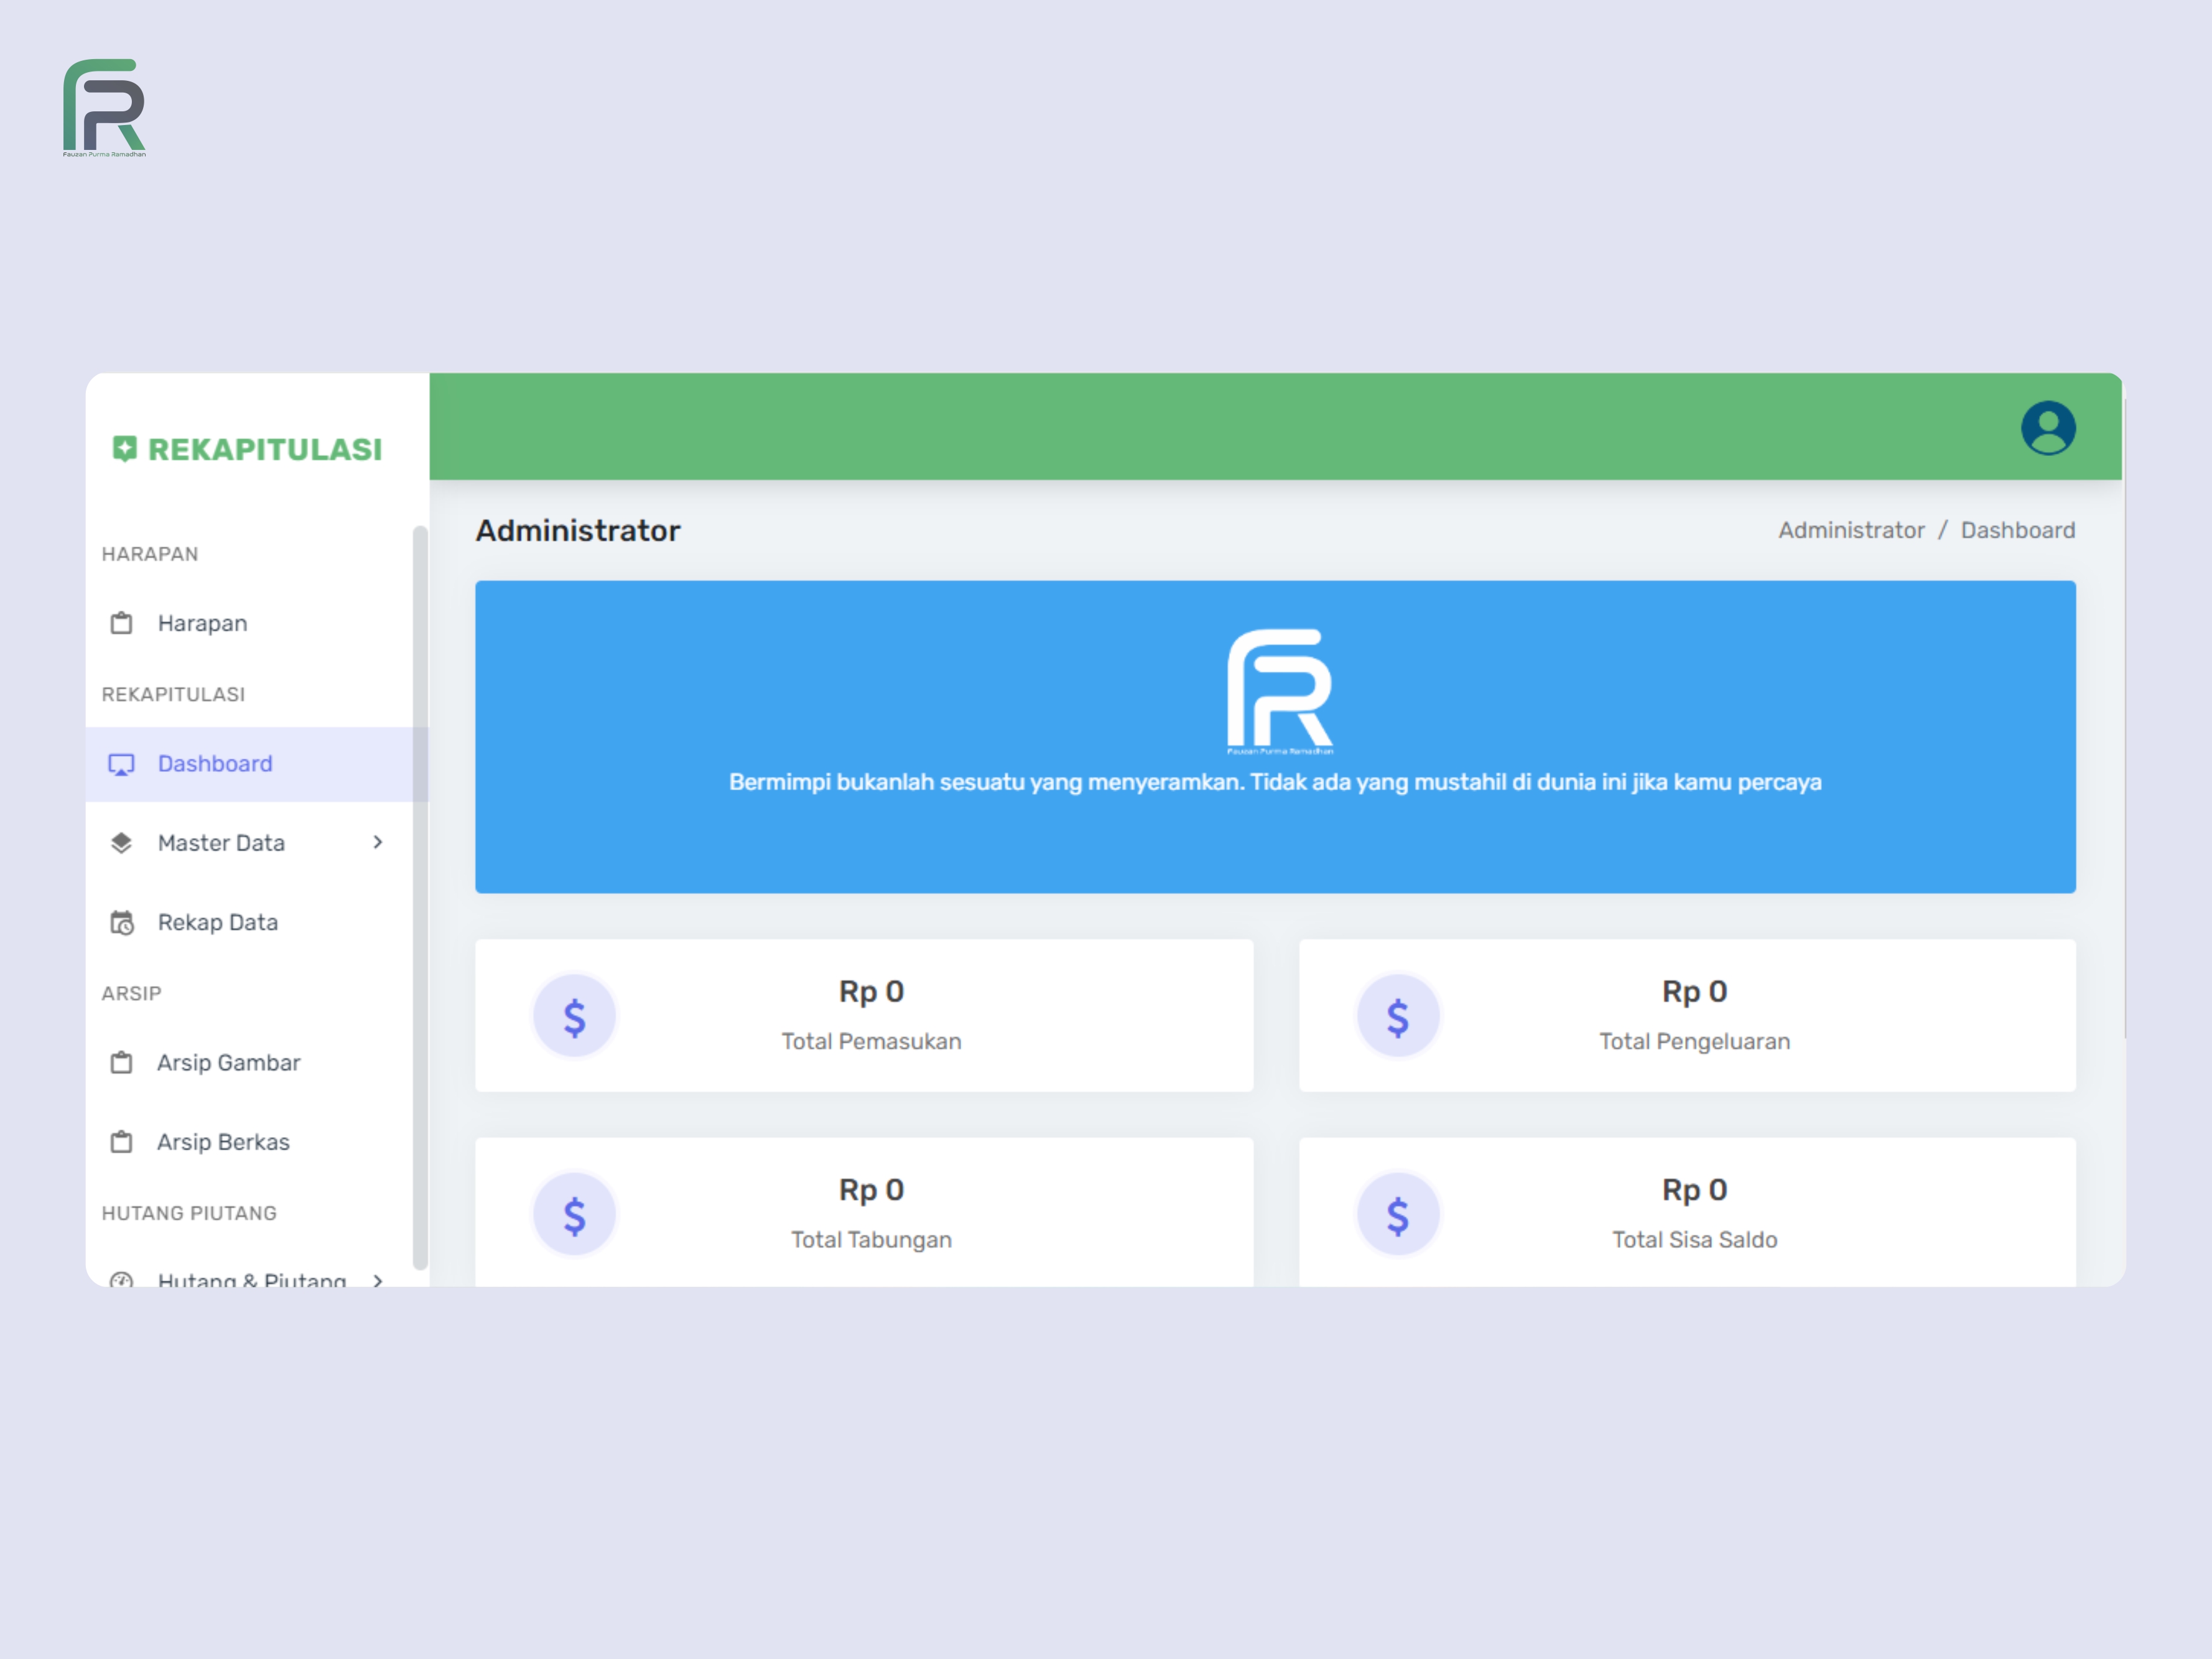 Fauzan Purma Ramadhan
REKAPITULASI
HARAPAN
Harapan
REKAPITULASI
Dashboard
Master Data
Rekap Data
ARSIP
Arsip Gambar
Arsip Berkas
HUTANG PIUTANG
Hutang & Piutang
Administrator
Administrator / Dashboard
Fauzan Purma Ramadhan
Bermimpi bukanlah sesuatu yang menyeramkan. Tidak ada yang mustahil di dunia ini jika kamu percaya
$
Rp 0
Total Pemasukan
$
Rp 0
Total Pengeluaran
$
Rp 0
Total Tabungan
$
Rp 0
Total Sisa Saldo